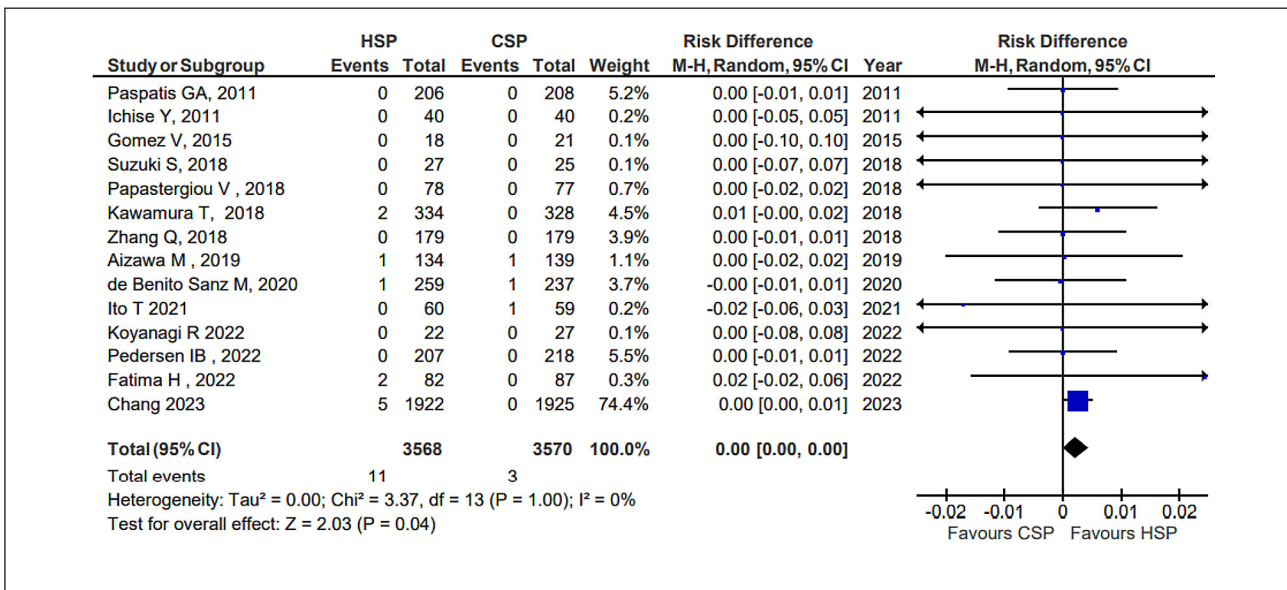 HSP CSP Risk Difference Risk Difference
Study or Subgroup Events Total Events Total Weight M-H, Random, 95% CI Year M-H, Random, 95% CI
Paspatis GA, 2011 0 206 0 208 5.2% 0.00 [-0.01, 0.01] 2011
Ichise Y, 2011 0 40 0 40 0.2% 0.00 [-0.05, 0.05] 2011
Gomez V, 2015 0 18 0 21 0.1% 0.00 [-0.10, 0.10] 2015
Suzuki S, 2018 0 27 0 25 0.1% 0.00 [-0.07, 0.07] 2018
Papastergiou V , 2018 0 78 0 77 0.7% 0.00 [-0.02, 0.02] 2018
Kawamura T, 2018 2 334 0 328 4.5% 0.01 [-0.00, 0.02] 2018
Zhang Q, 2018 0 179 0 179 3.9% 0.00 [-0.01, 0.01] 2018
Aizawa M , 2019 1 134 1 139 1.1% 0.00 [-0.02, 0.02] 2019
de Benito Sanz M, 2020 1 259 1 237 3.7% -0.00 [-0.01, 0.01] 2020
Ito T 2021 0 60 1 59 0.2% -0.02 [-0.06, 0.03] 2021
Koyanagi R 2022 0 22 0 27 0.1% 0.00 [-0.08, 0.08] 2022
Pedersen IB , 2022 0 207 0 218 5.5% 0.00 [-0.01, 0.01] 2022
Fatima H , 2022 2 82 0 87 0.3% 0.02 [-0.02, 0.06] 2022
Chang 2023 5 1922 0 1925 74.4% 0.00 [0.00, 0.01] 2023
Total (95% CI) 3568 3570 100.0% 0.00 [0.00, 0.00]
Total events 11 3
Heterogeneity: Tau² = 0.00; Chi² = 3.37, df = 13 (P = 1.00); I² = 0%
Test for overall effect: Z = 2.03 (P = 0.04)
-0.02 -0.01 0 0.01 0.02
Favours CSP Favours HSP